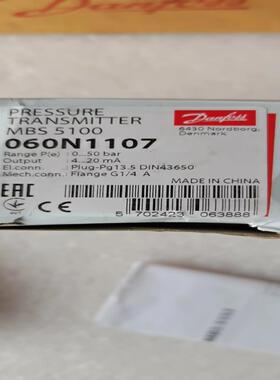 PRESSURE
TRANSMITTER
MBS 5100
060N1107
Range P(e) : 0...50 bar
Output : 4...20 mA
El.conn. : Plug-Pg13.5 DIN43650
Mech.conn.: Flange G1/4 A
Danfoss
6430 Nordborg,
Denmark
EAC
CE
MADE IN CHINA
5 702423 063888